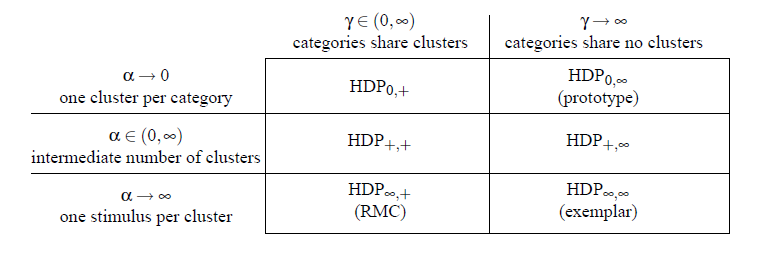 γ ∈ (0,∞)
categories share clusters
γ → ∞
categories share no clusters
α → 0
one cluster per category
HDP₀,₊
HDP₀,∞
(prototype)
α ∈ (0,∞)
intermediate number of clusters
HDP₊,₊
HDP₊,∞
α → ∞
one stimulus per cluster
HDP∞,₊
(RMC)
HDP∞,∞
(exemplar)